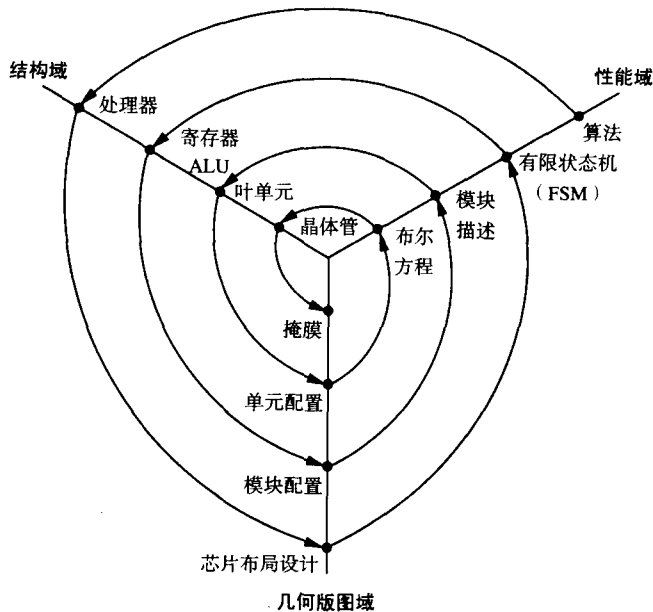 结构域
性能域
处理器
算法
寄存器
ALU
有限状态机
（FSM）
叶单元
模块
描述
晶体管
布尔
方程
掩膜
单元配置
模块配置
芯片布局设计
几何版图域